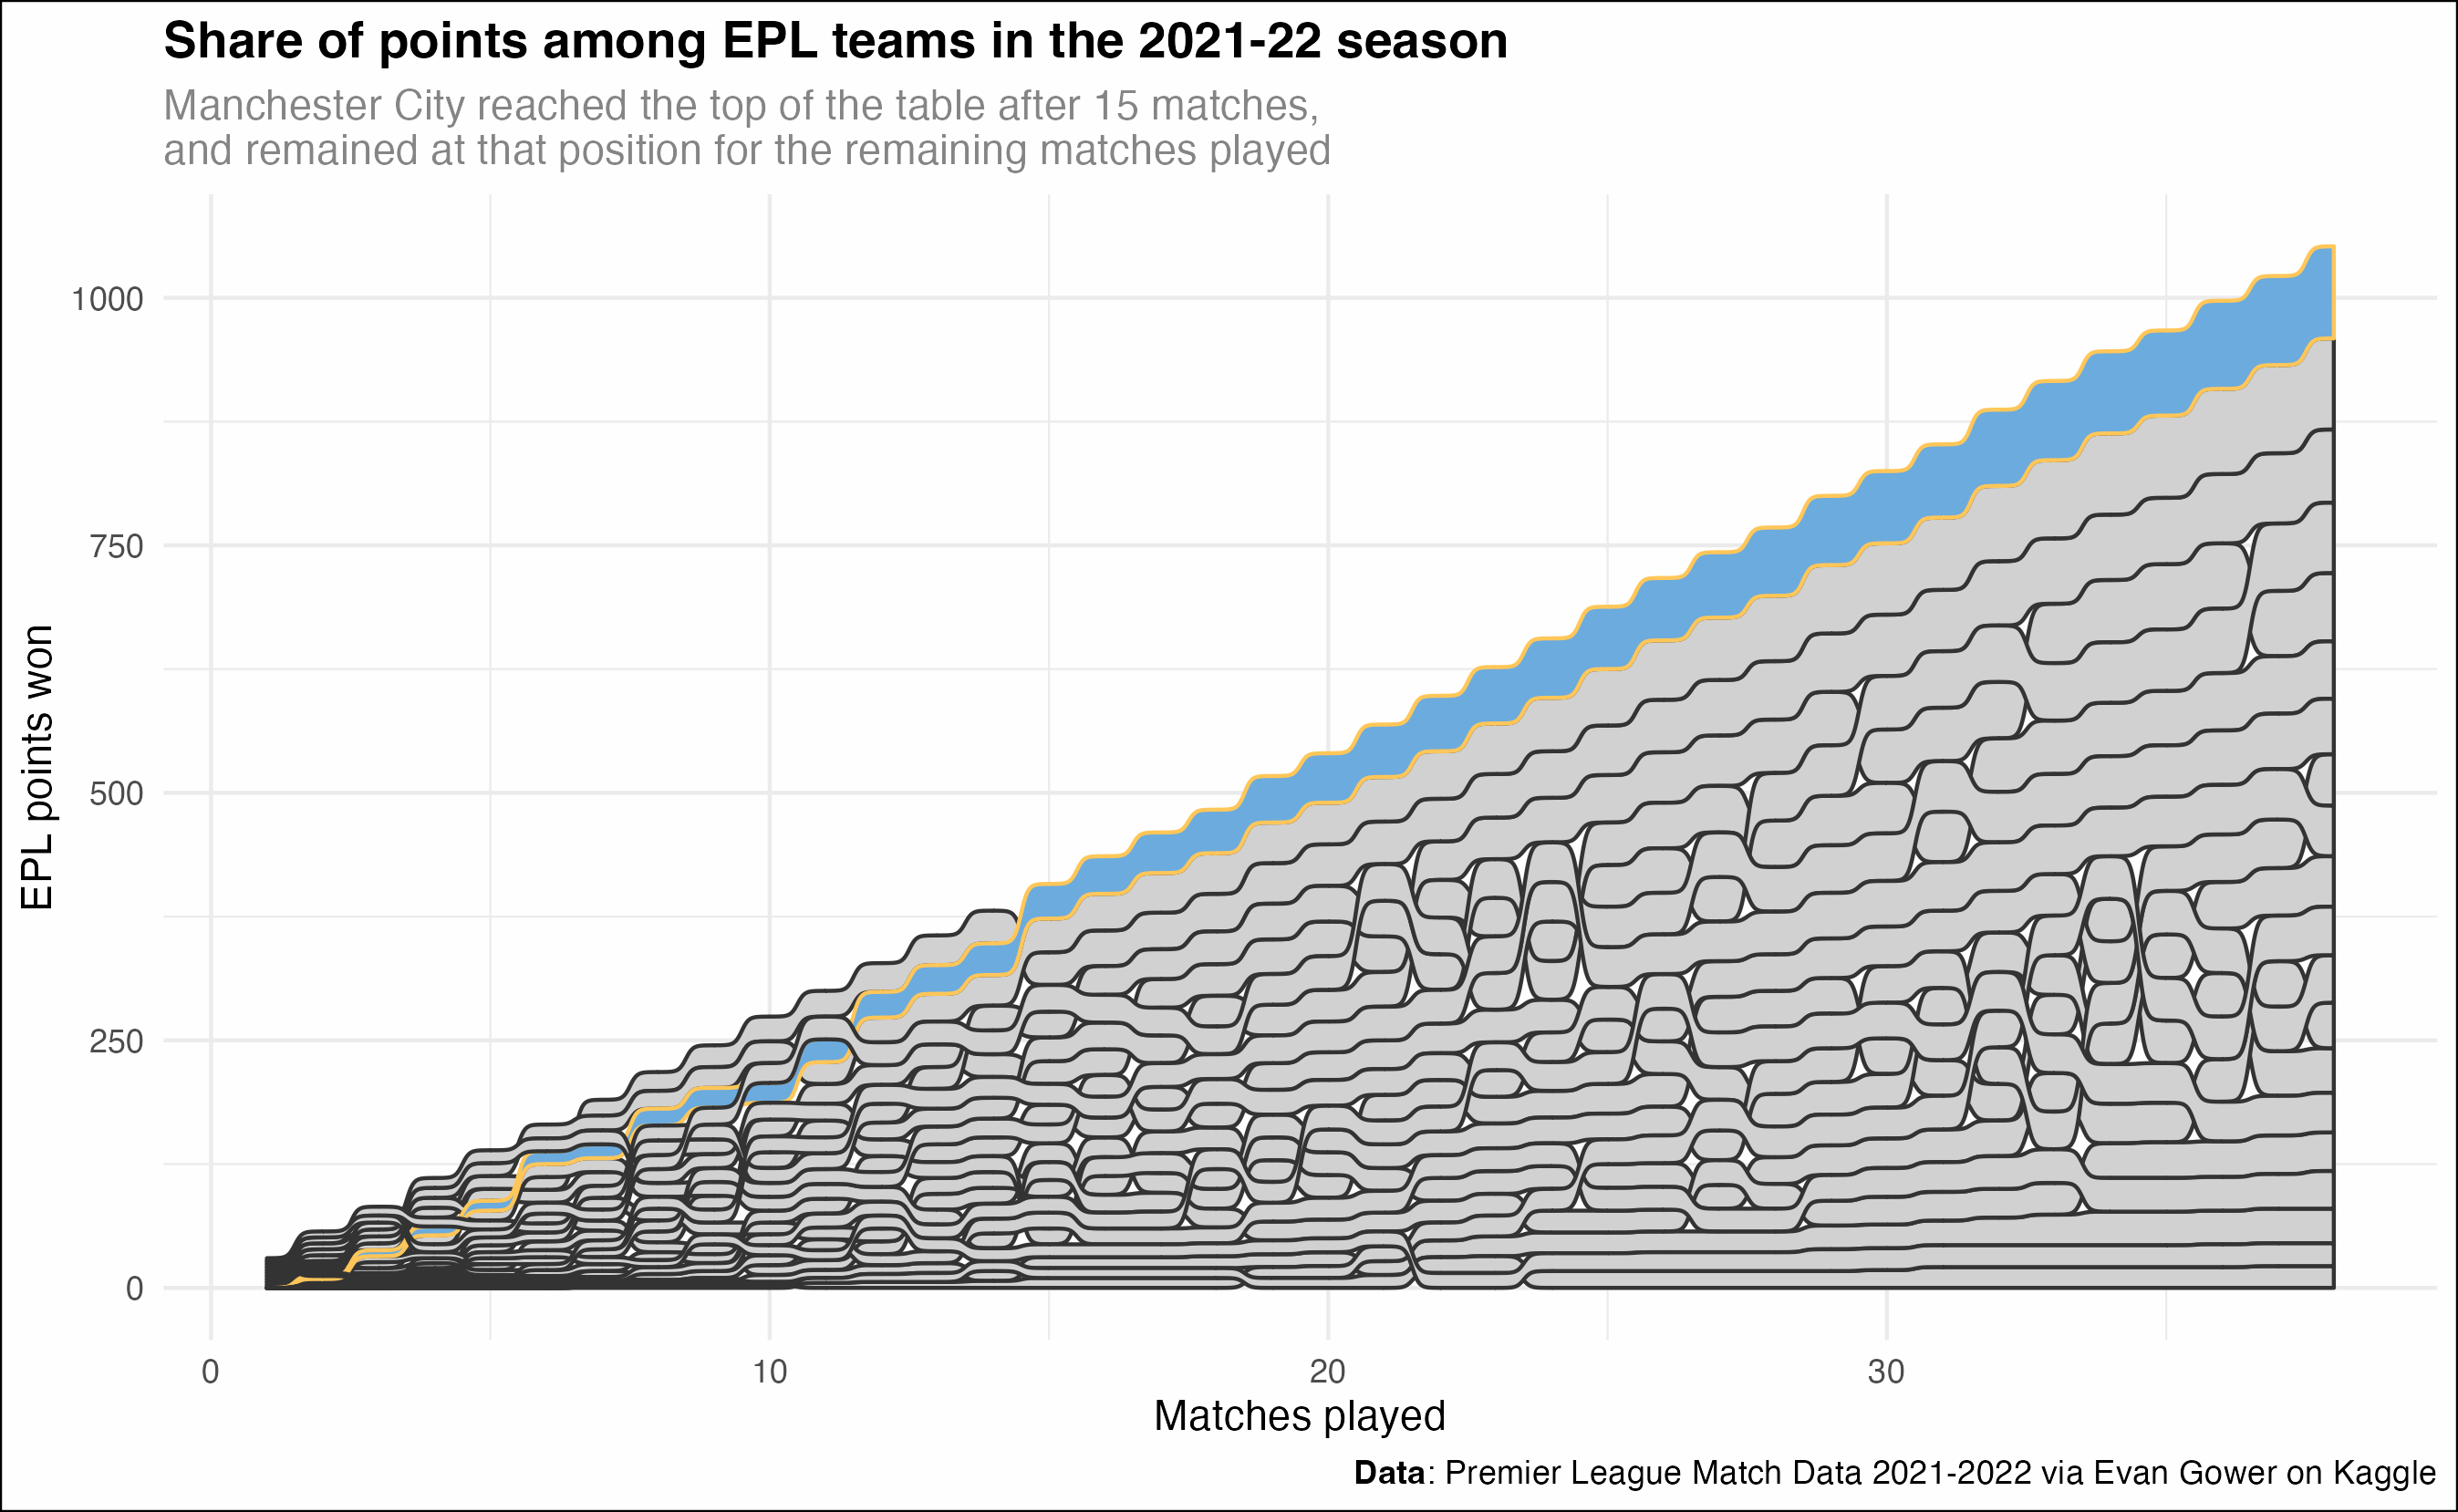 Share of points among EPL teams in the 2021-22 season
Manchester City reached the top of the table after 15 matches,
and remained at that position for the remaining matches played
EPL points won
1000
750
500
250
0
0
10
20
30
Matches played
Data: Premier League Match Data 2021-2022 via Evan Gower on Kaggle